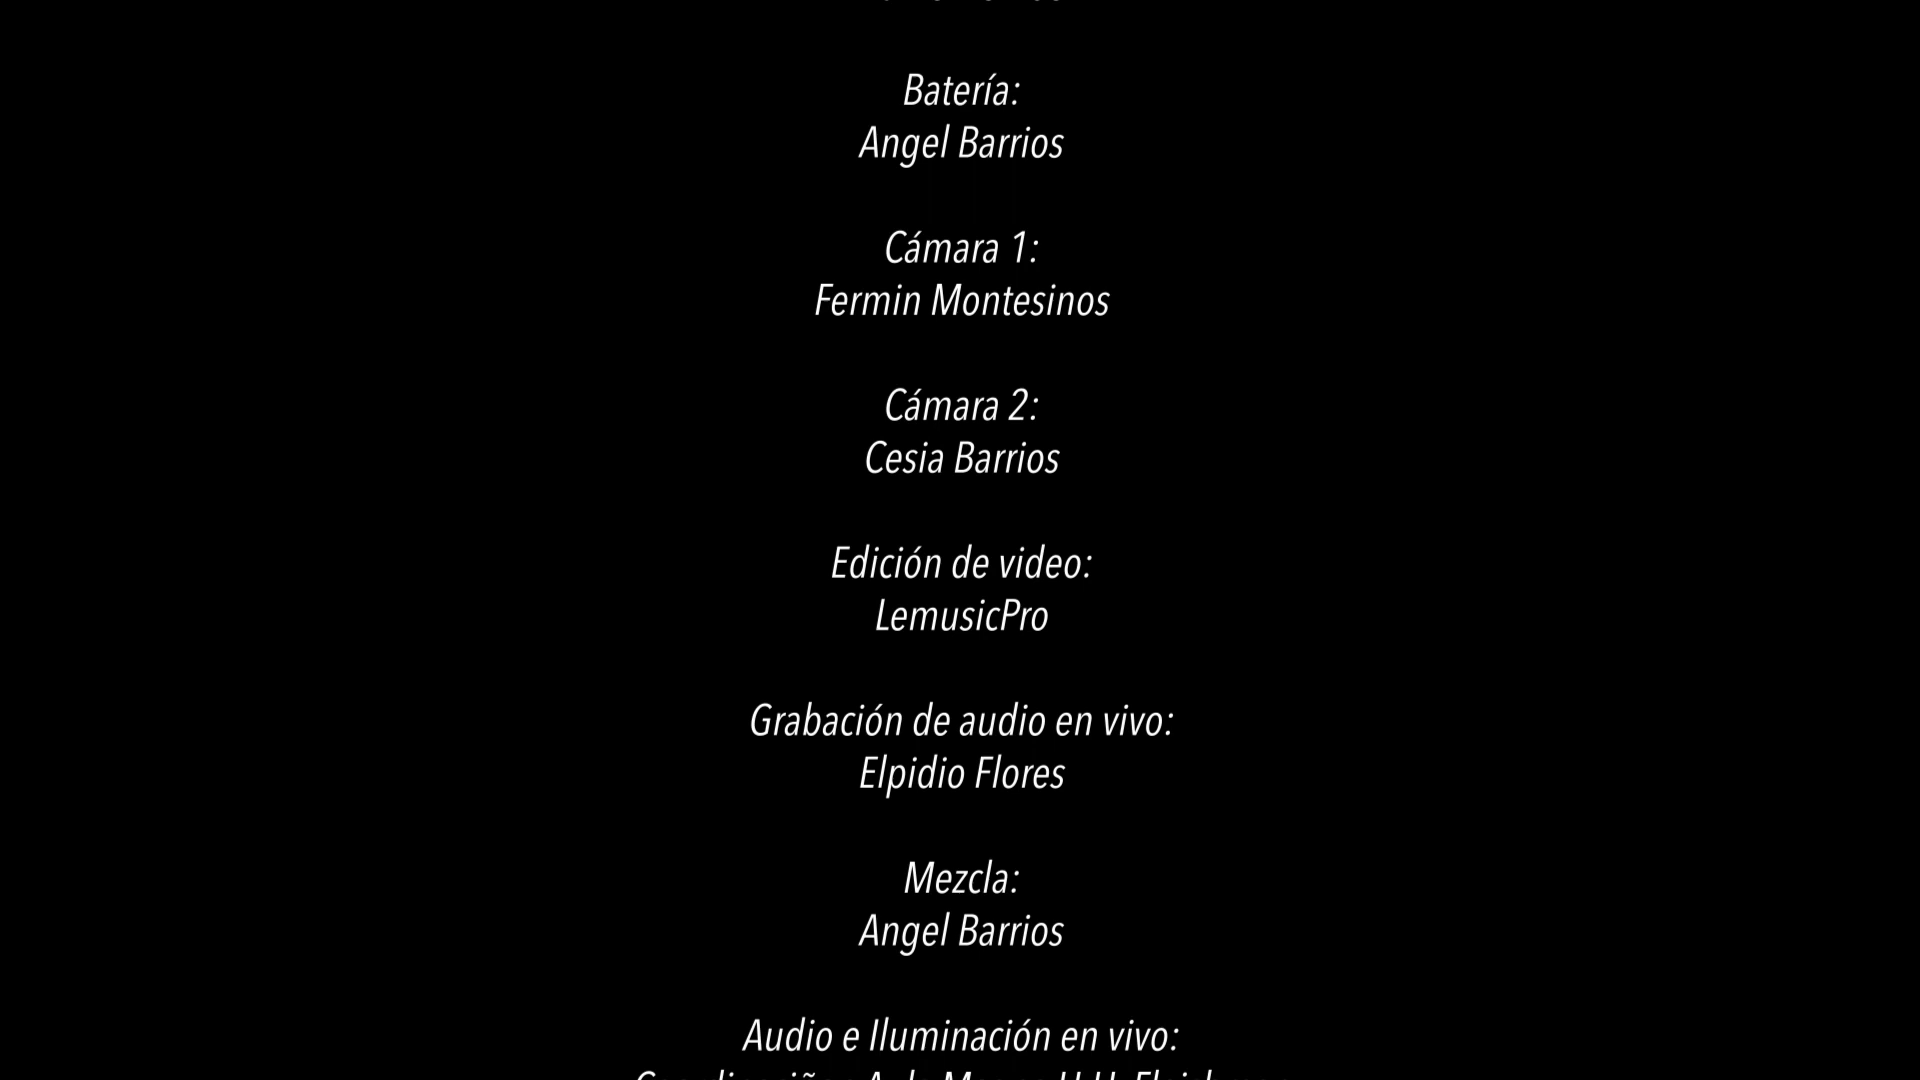 Batería:
Angel Barrios
Cámara 1:
Fermin Montesinos
Cámara 2:
Cesia Barrios
Edición de video:
LemusicPro
Grabación de audio en vivo:
Elpidio Flores
Mezcla:
Angel Barrios
Audio e Iluminación en vivo: